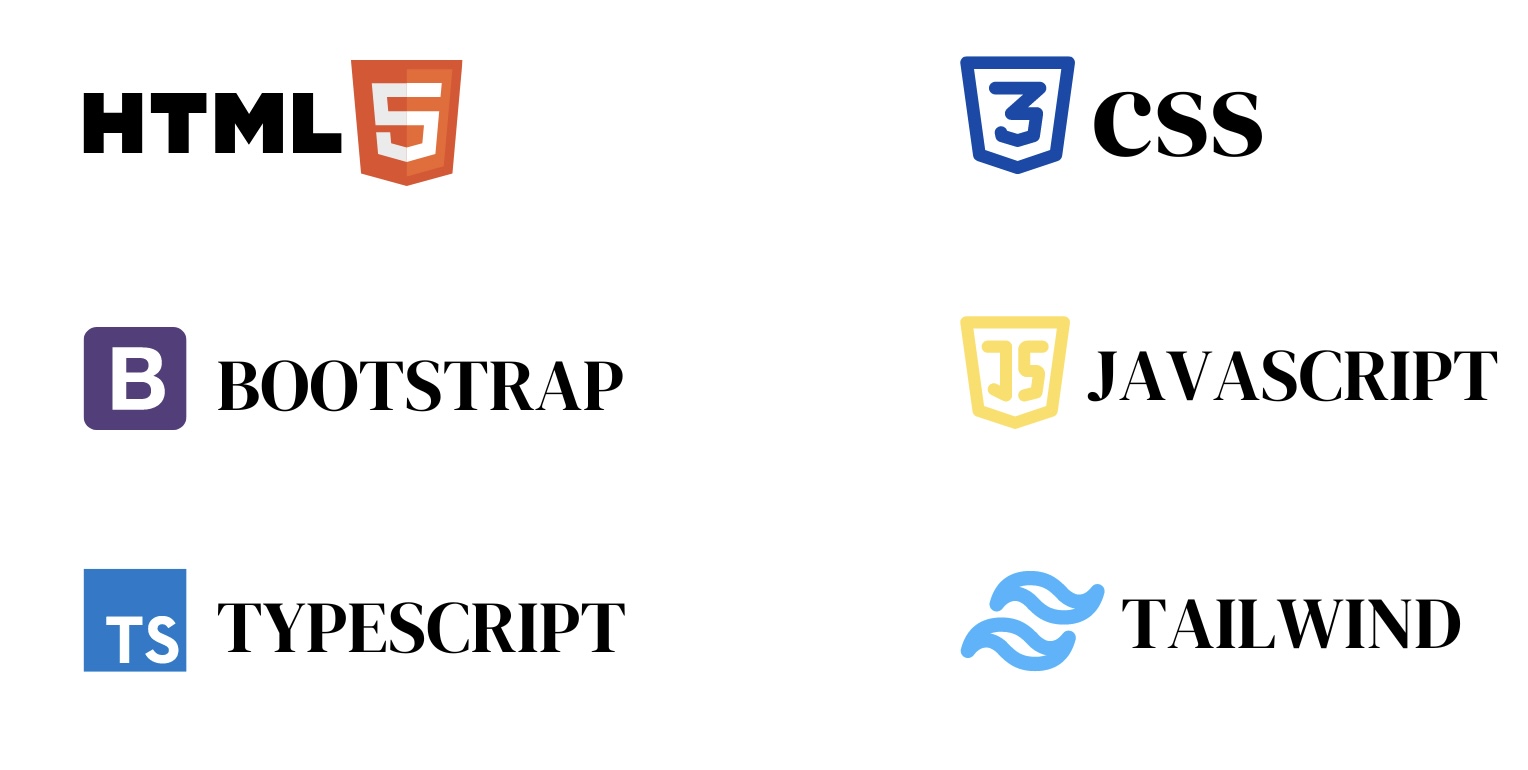 HTML 5
3 CSS
B BOOTSTRAP
JS JAVASCRIPT
TS TYPESCRIPT
TAILWIND